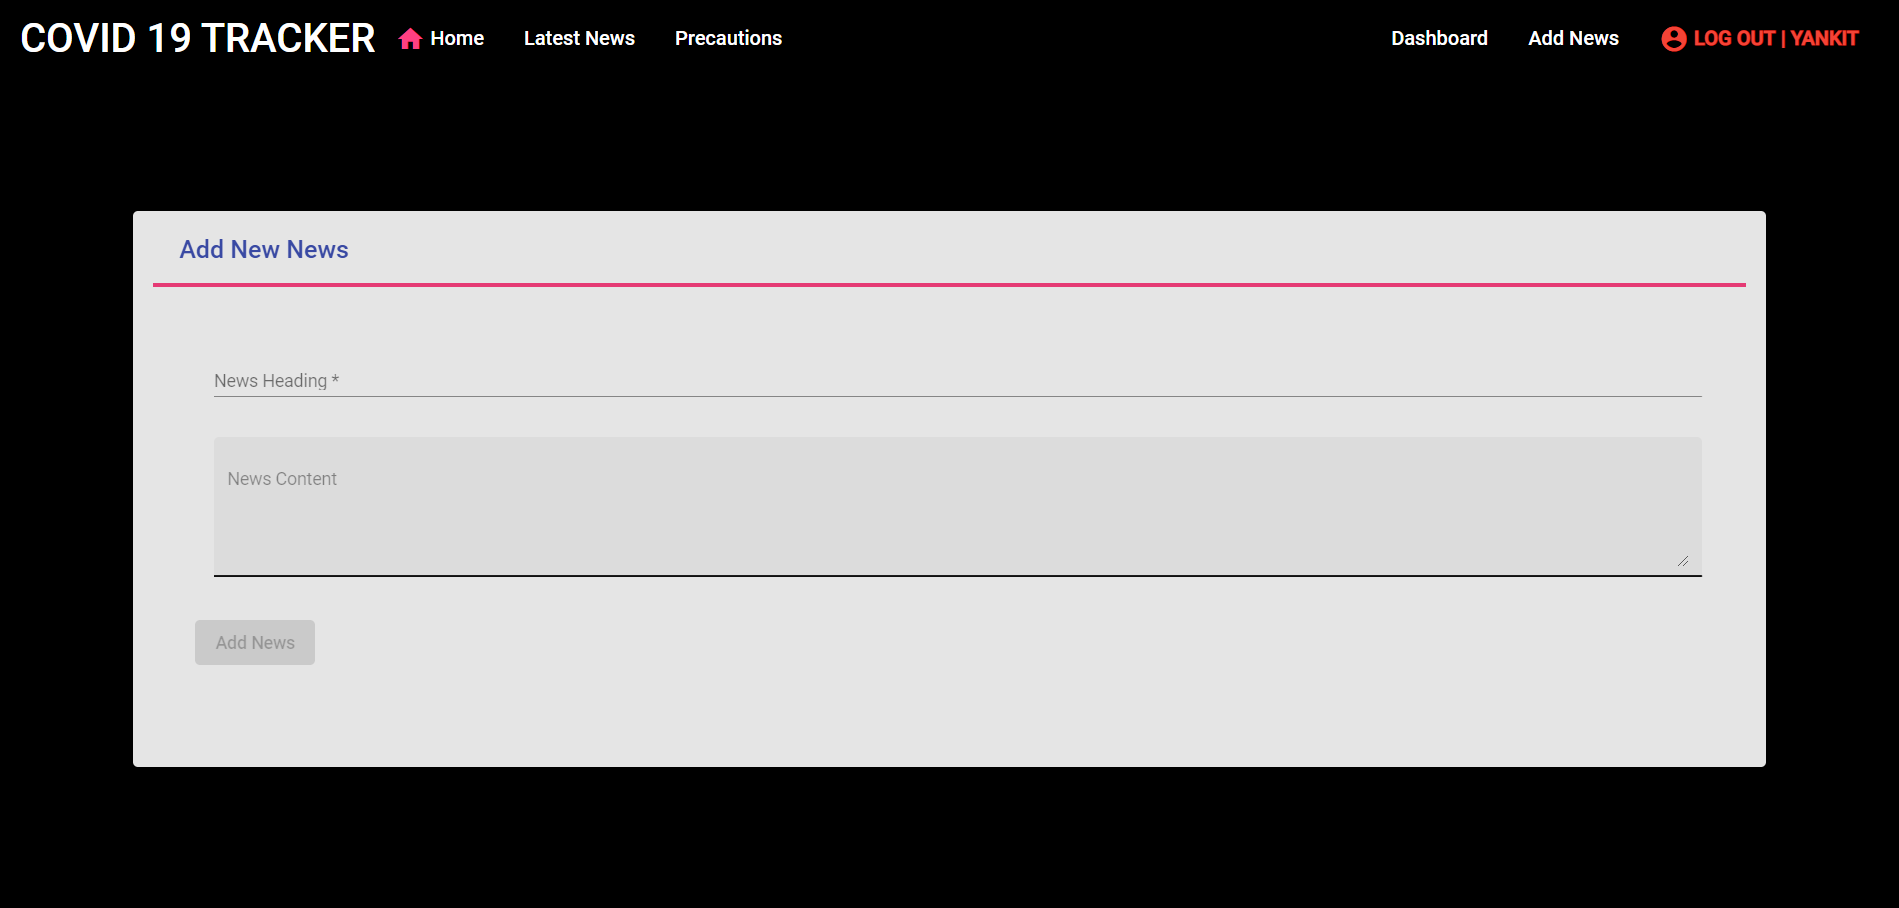 COVID 19 TRACKER Home Latest News Precautions Dashboard Add News LOG OUT | YANKIT
Add New News
News Heading *
News Content
Add News